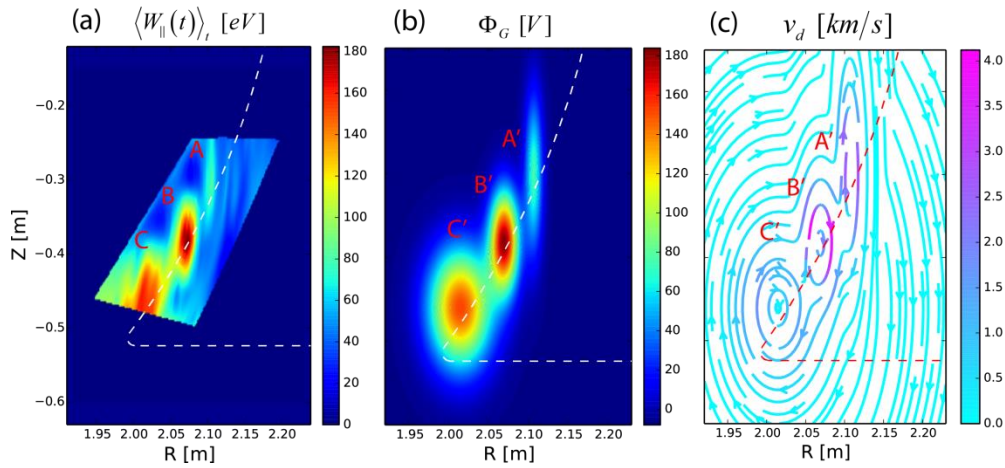 (a) ⟨W∥(t)⟩t [eV]
(b) ΦG [V]
(c) vd [km/s]
Z [m]
−0.2
−0.3
−0.4
−0.5
−0.6
A
B
C
1.95 2.00 2.05 2.10 2.15 2.20
R [m]
180
160
140
120
100
80
60
40
20
0
A′
B′
C′
1.95 2.00 2.05 2.10 2.15 2.20
R [m]
180
160
140
120
100
80
60
40
20
0
A′
B′
C′
1.95 2.00 2.05 2.10 2.15 2.20
R [m]
4.0
3.5
3.0
2.5
2.0
1.5
1.0
0.5
0.0